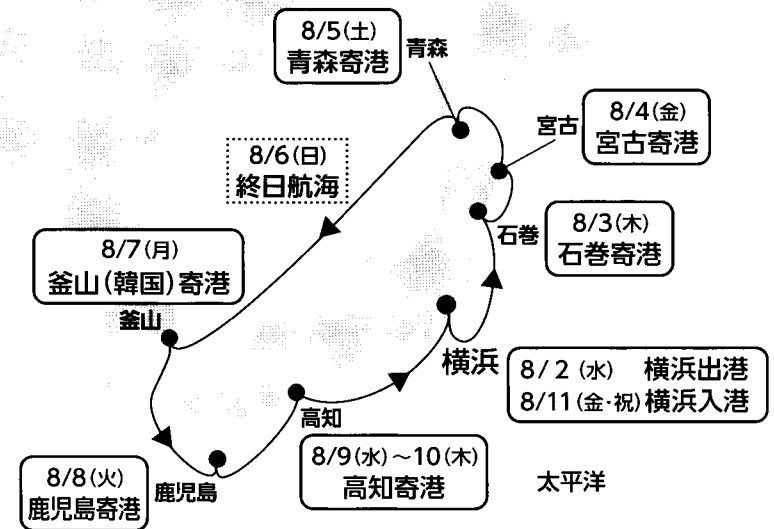 8/5(土)
青森寄港
青森
8/4(金)
宮古寄港
宮古
8/6(日)
終日航海
8/3(木)
石巻寄港
石巻
8/7(月)
釜山(韓国)寄港
釜山
横浜
8/2(水) 横浜出港
8/11(金・祝)横浜入港
高知
8/9(水)～10(木)
高知寄港
8/8(火)
鹿児島寄港
鹿児島
太平洋